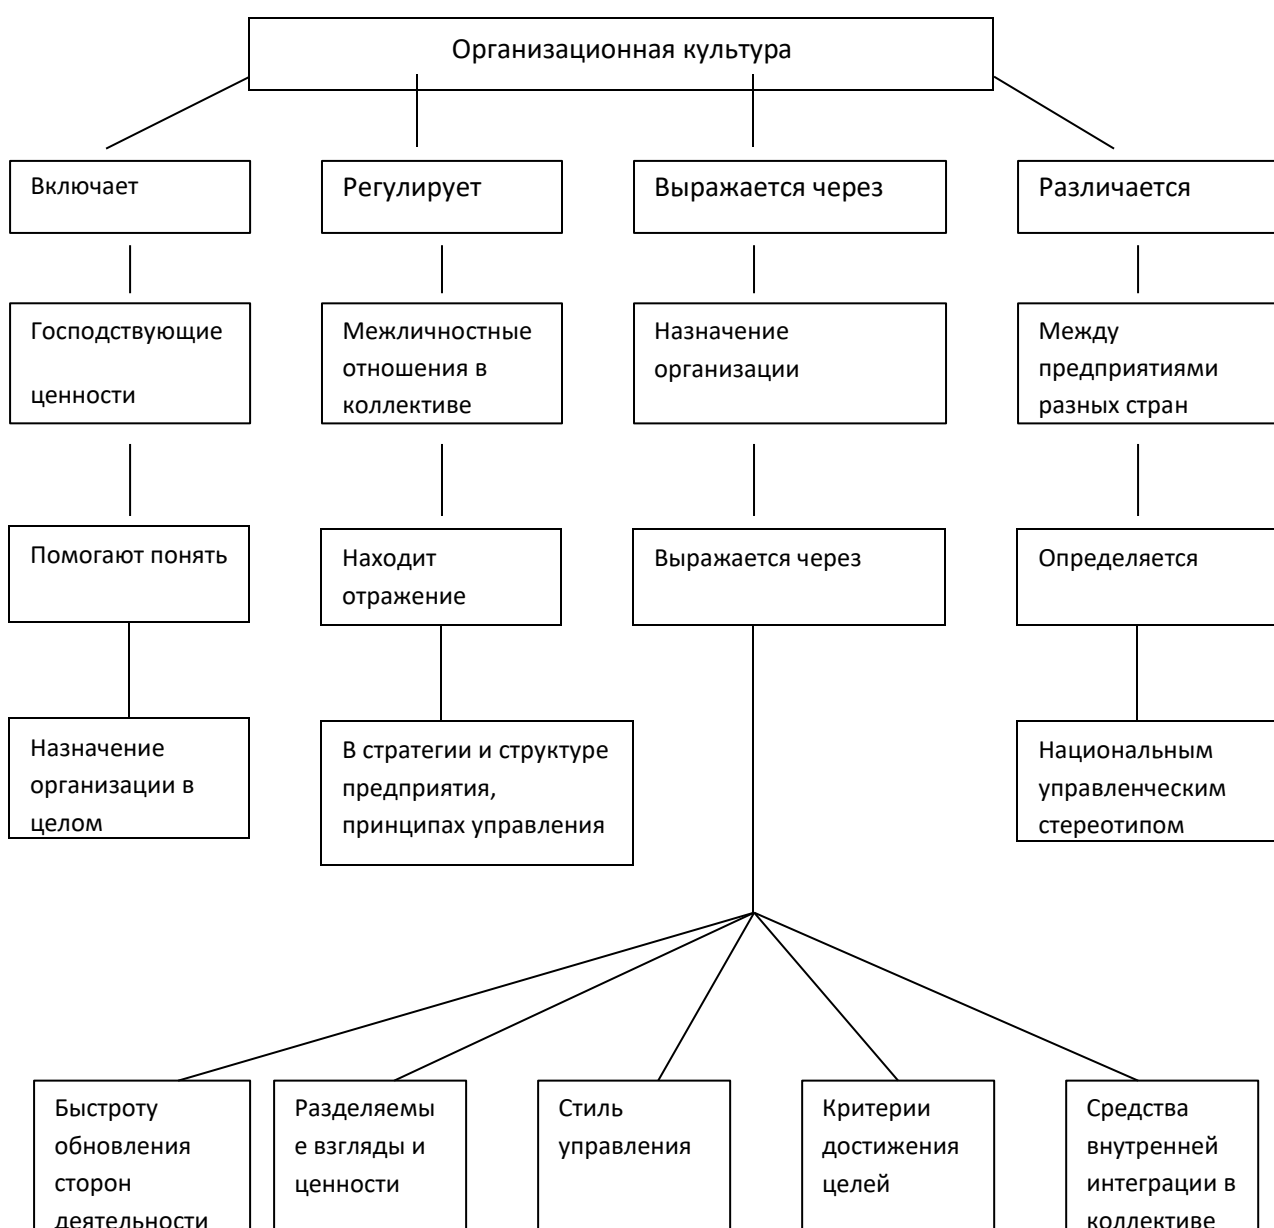 Организационная культура
Включает
Регулирует
Выражается через
Различается
Господствующие
ценности
Межличностные
отношения в
коллективе
Назначение
организации
Между
предприятиями
разных стран
Помогают понять
Находит
отражение
Выражается через
Определяется
Назначение
организации в
целом
В стратегии и структуре
предприятия,
принципах управления
Национальным
управленческим
стереотипом
Быстроту
обновления
сторон
деятельности
Разделяемы
е взгляды и
ценности
Стиль
управления
Критерии
достижения
целей
Средства
внутренней
интеграции в
коллективе